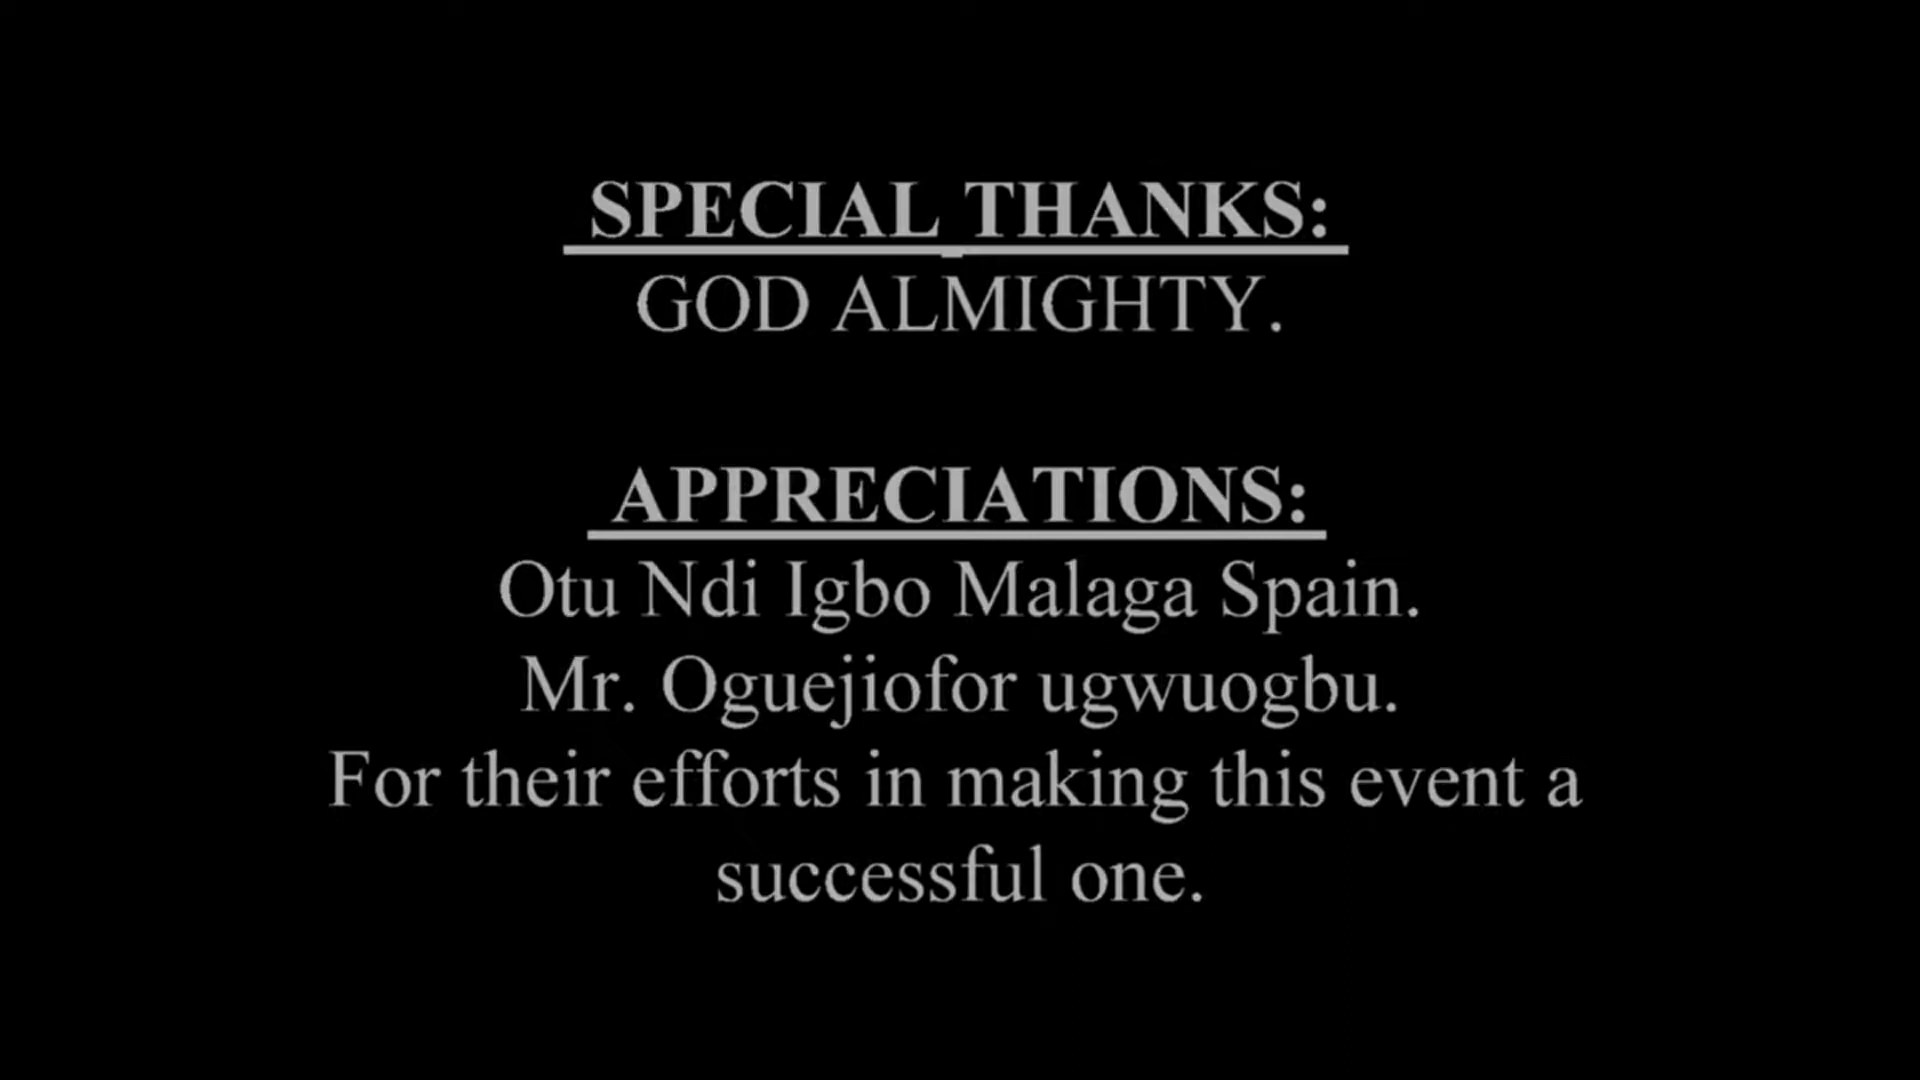 SPECIAL THANKS:
GOD ALMIGHTY.
APPRECIATIONS:
Otu Ndi Igbo Malaga Spain.
Mr. Oguejiofor ugwuogbu.
For their efforts in making this event a
successful one.